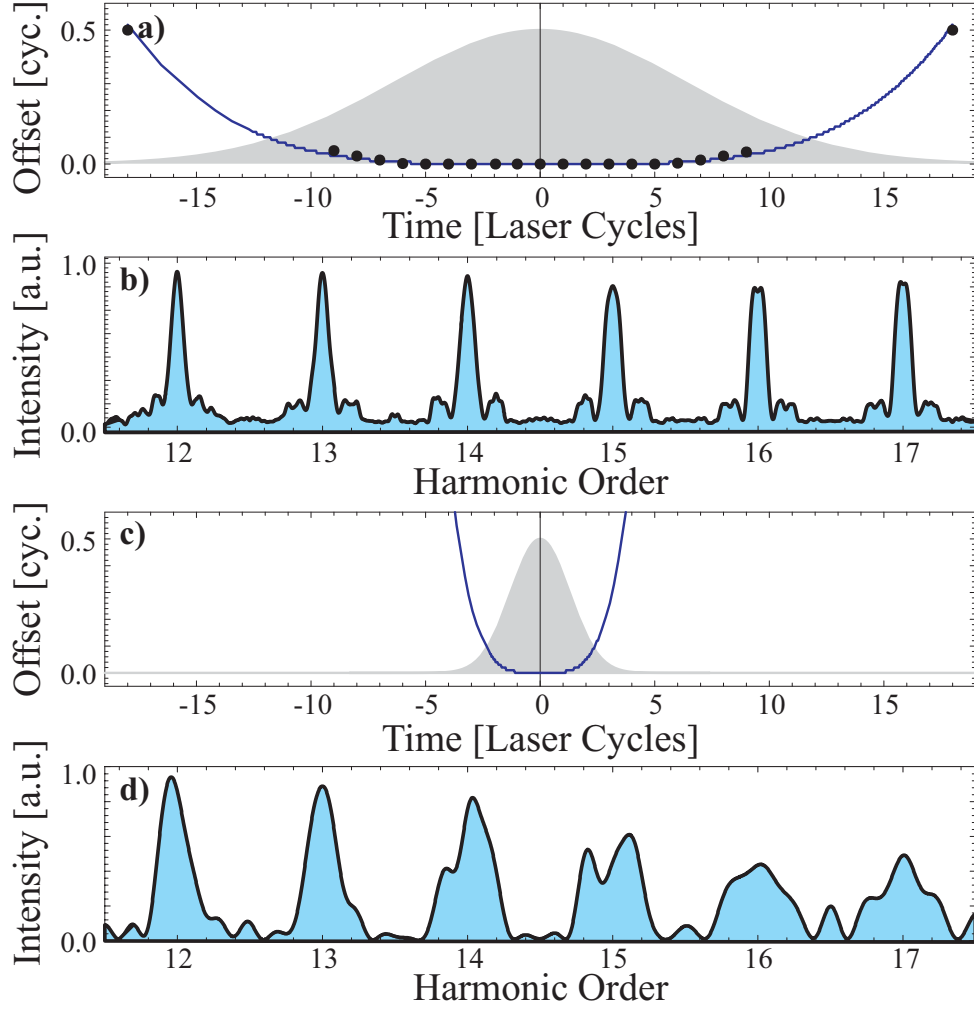 a)
Offset [cyc.]
0.5
0.0
-15 -10 -5 0 5 10 15
Time [Laser Cycles]
b)
Intensity [a.u.]
1.0
0.0
12 13 14 15 16 17
Harmonic Order
c)
Offset [cyc.]
0.5
0.0
-15 -10 -5 0 5 10 15
Time [Laser Cycles]
d)
Intensity [a.u.]
1.0
0.0
12 13 14 15 16 17
Harmonic Order